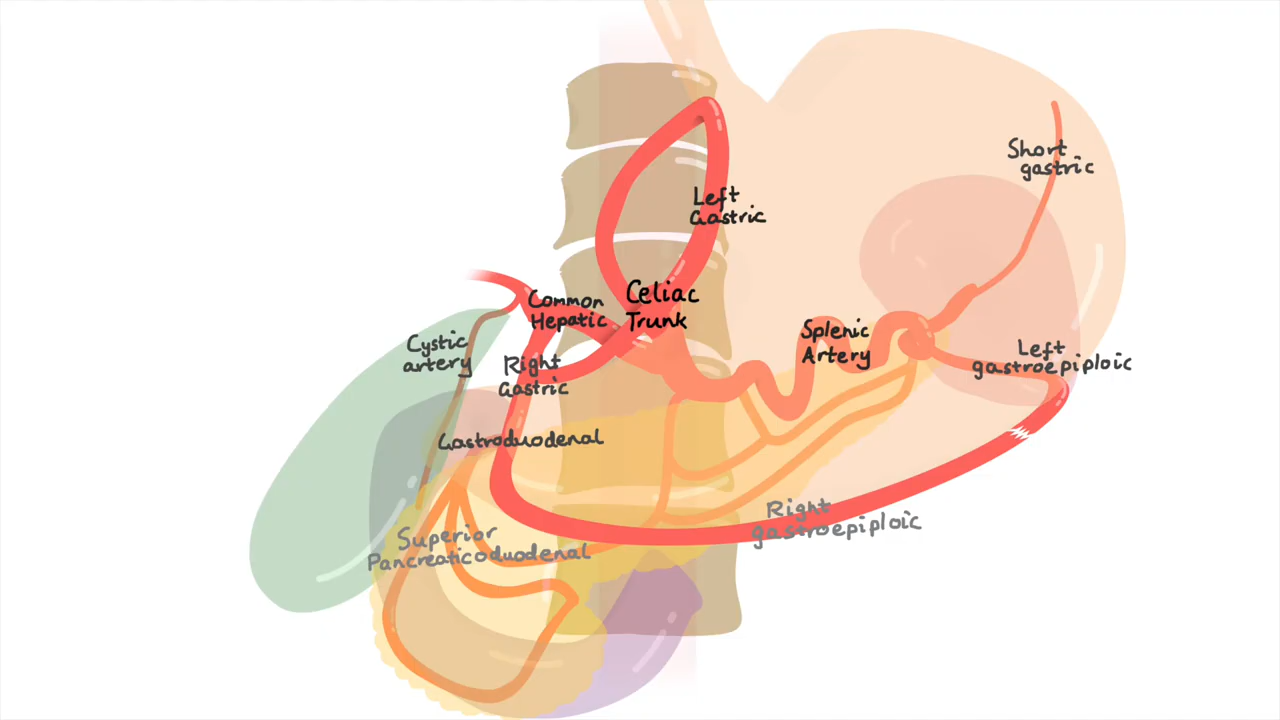 Short
gastric
Left
Gastric
Celiac
Trunk
Common
Hepatic
Splenic
Artery
Cystic
artery
Right
Gastric
Left
gastroepiploic
Gastroduodenal
Right
gastroepiploic
Superior
Pancreaticoduodenal